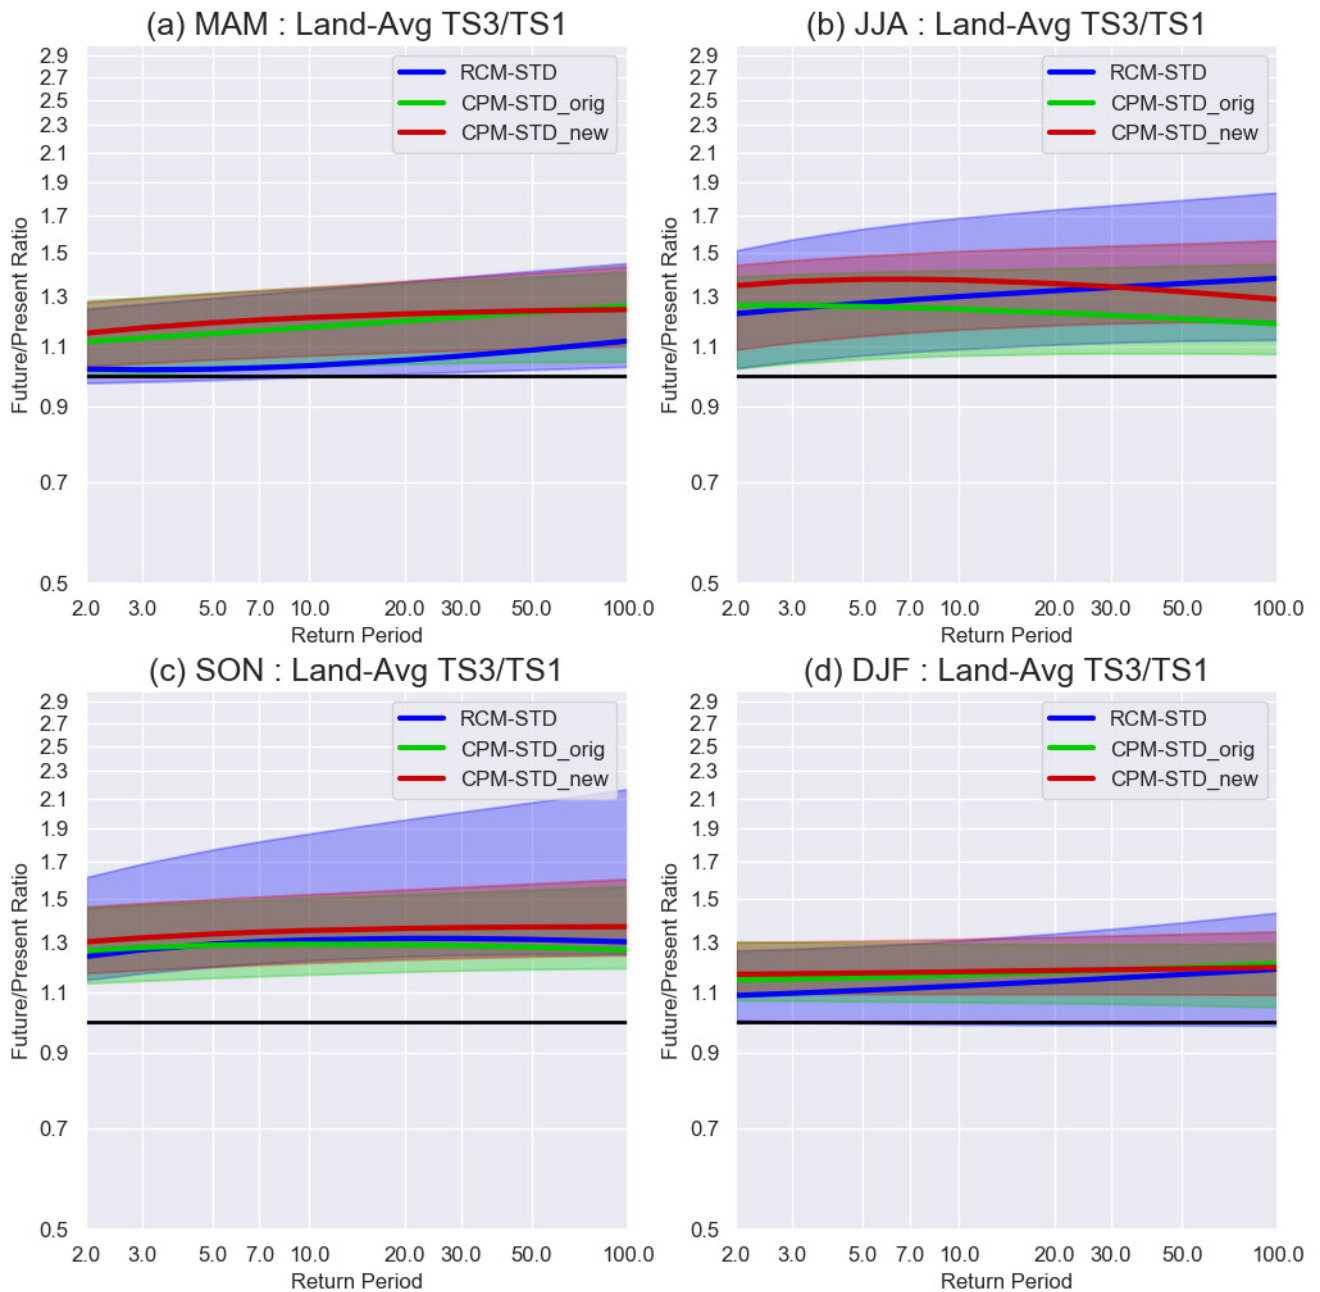 (a) MAM : Land-Avg TS3/TS1
2.9
2.7
2.5
2.3
2.1
1.9
1.7
1.5
1.3
1.1
0.9
0.7
0.5
Future/Present Ratio
RCM-STD
CPM-STD_orig
CPM-STD_new
2.0 3.0 5.0 7.0 10.0 20.0 30.0 50.0 100.0
Return Period
(b) JJA : Land-Avg TS3/TS1
2.9
2.7
2.5
2.3
2.1
1.9
1.7
1.5
1.3
1.1
0.9
0.7
0.5
Future/Present Ratio
RCM-STD
CPM-STD_orig
CPM-STD_new
2.0 3.0 5.0 7.0 10.0 20.0 30.0 50.0 100.0
Return Period
(c) SON : Land-Avg TS3/TS1
2.9
2.7
2.5
2.3
2.1
1.9
1.7
1.5
1.3
1.1
0.9
0.7
0.5
Future/Present Ratio
RCM-STD
CPM-STD_orig
CPM-STD_new
2.0 3.0 5.0 7.0 10.0 20.0 30.0 50.0 100.0
Return Period
(d) DJF : Land-Avg TS3/TS1
2.9
2.7
2.5
2.3
2.1
1.9
1.7
1.5
1.3
1.1
0.9
0.7
0.5
Future/Present Ratio
RCM-STD
CPM-STD_orig
CPM-STD_new
2.0 3.0 5.0 7.0 10.0 20.0 30.0 50.0 100.0
Return Period